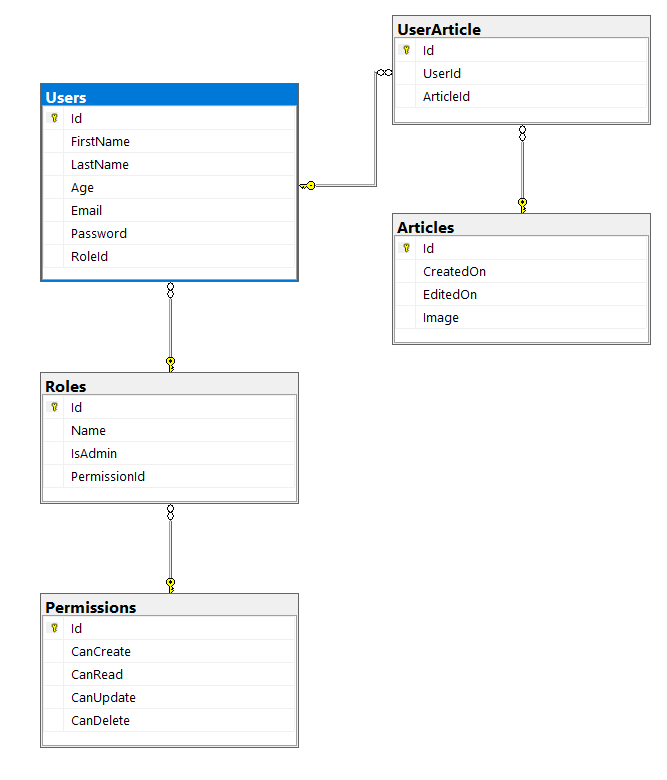 Users
Id
FirstName
LastName
Age
Email
Password
RoleId
UserArticle
Id
UserId
ArticleId
Articles
Id
CreatedOn
EditedOn
Image
Roles
Id
Name
IsAdmin
PermissionId
Permissions
Id
CanCreate
CanRead
CanUpdate
CanDelete